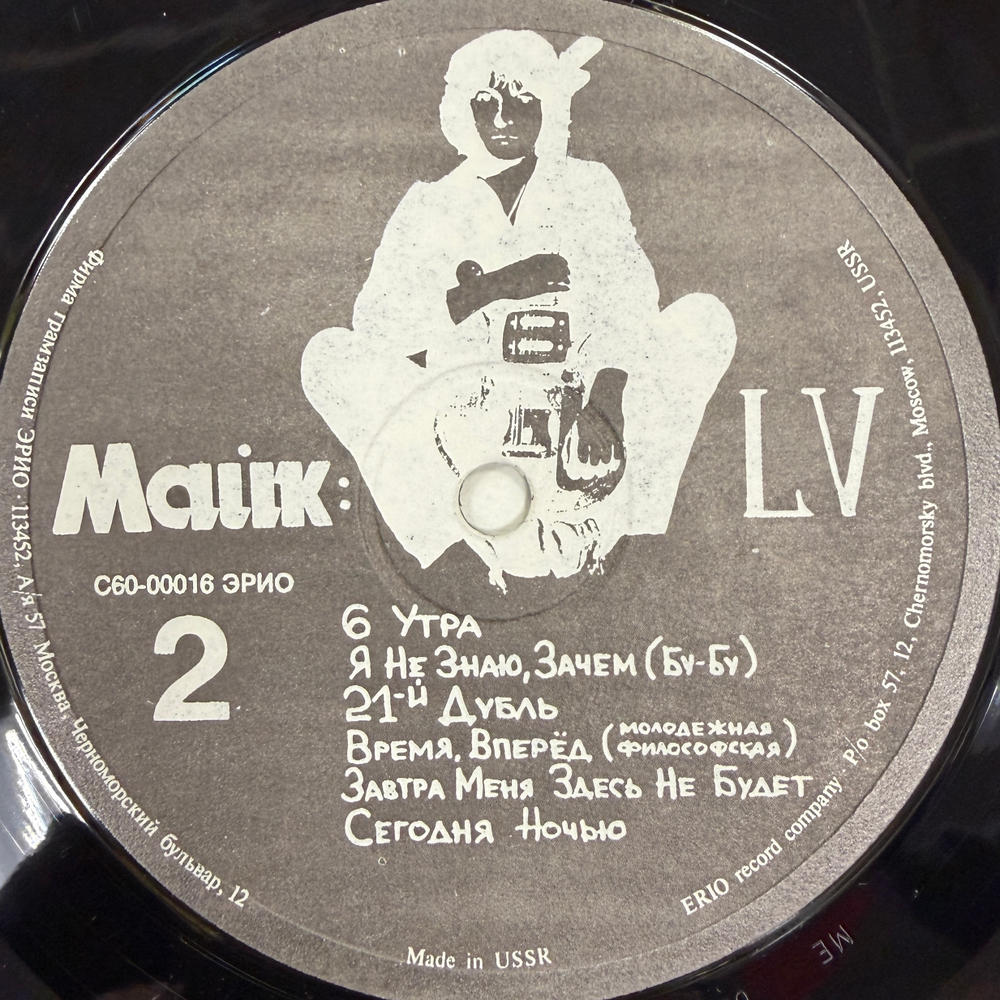 Майк:
LV
С60-00016 ЭРИО
2
6 Утра
Я Не Знаю, Зачем (Бу-Бу)
21-й Дубль
Время, Вперёд (молодежная философская)
Завтра Меня Здесь Не Будет
Сегодня Ночью
Фирма грамзаписи ЭРИО · 113452, А/я 57, Москва, Черноморский бульвар, 12
ERIO record company · P/o box 57, 12, Chernomorsky blvd., Moscow, 113452, USSR
Made in USSR
ME